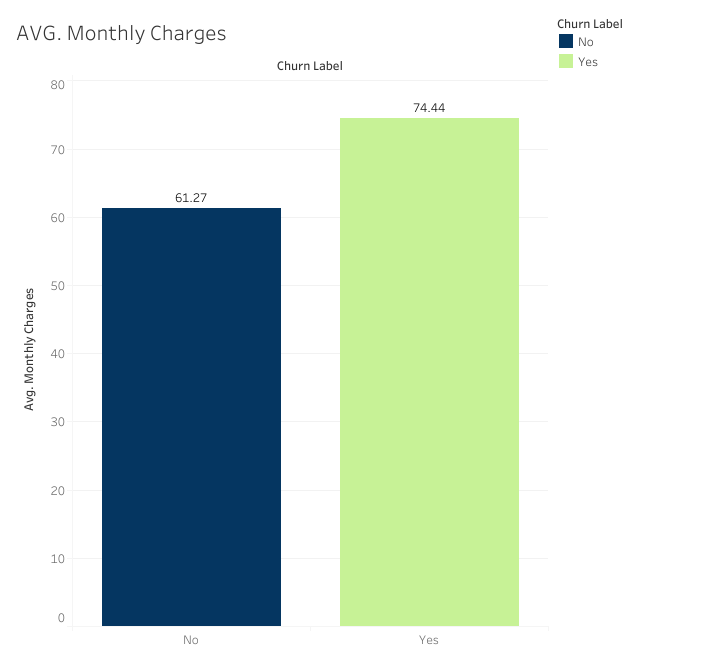 AVG. Monthly Charges
Churn Label
No
Yes
Churn Label
80
70
60
50
40
30
20
10
0
Avg. Monthly Charges
61.27
74.44
No
Yes